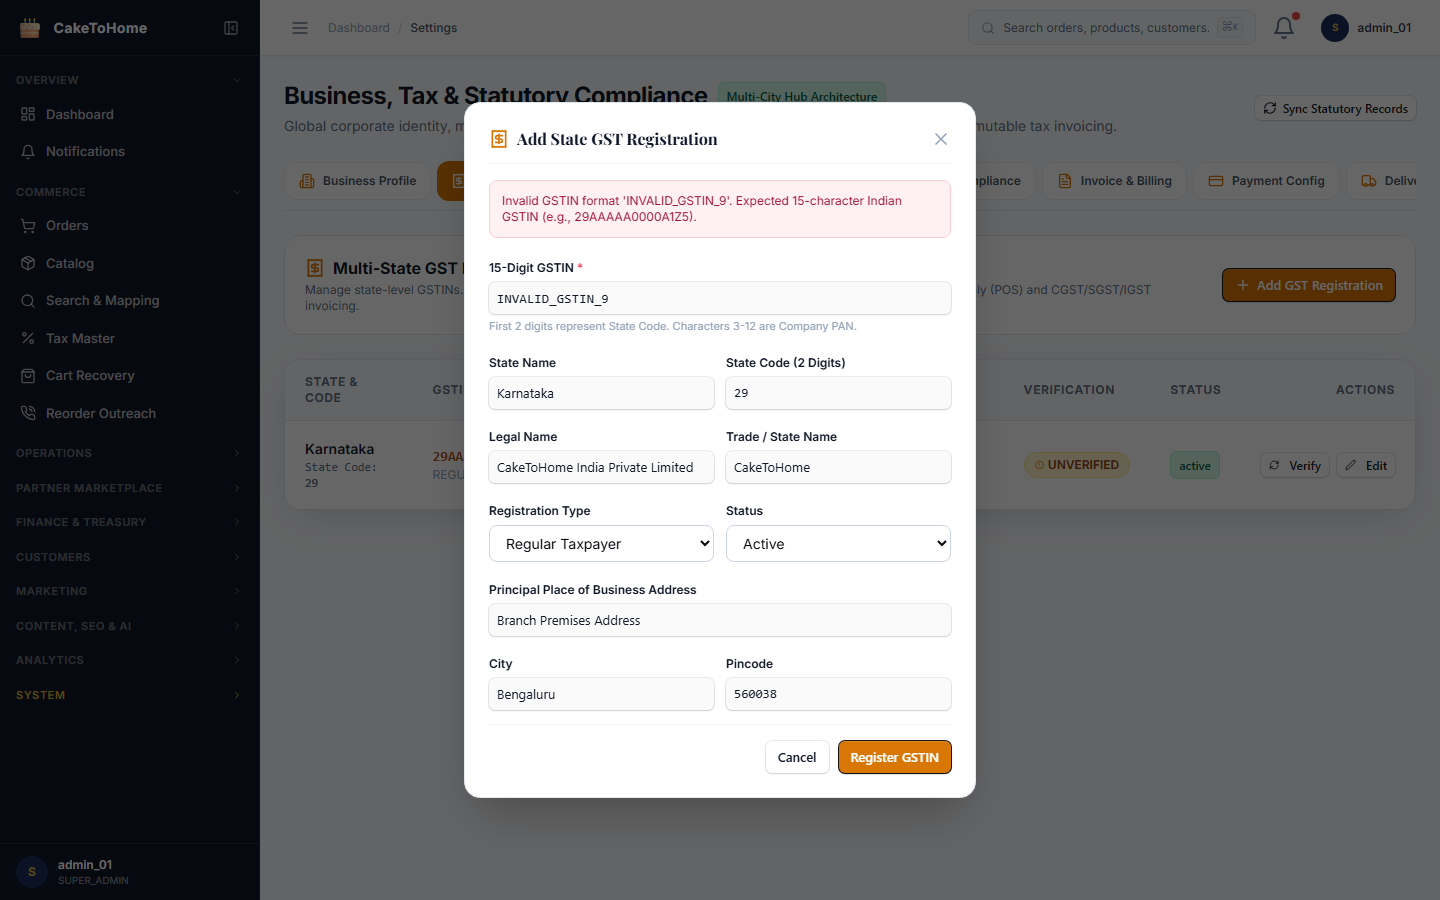 CakeToHome
OVERVIEW
Dashboard
Notifications
COMMERCE
Orders
Catalog
Search & Mapping
Tax Master
Cart Recovery
Reorder Outreach
OPERATIONS
PARTNER MARKETPLACE
FINANCE & TREASURY
CUSTOMERS
MARKETING
CONTENT, SEO & AI
ANALYTICS
SYSTEM
S
admin_01
SUPER_ADMIN
Dashboard / Settings
Search orders, products, customers. ⌘K
S admin_01
Business, Tax & Statutory Compliance Multi-City Hub Architecture
Global corporate identity, tax invoicing.
Sync Statutory Records
Business Profile
Invoice & Billing
Payment Config
Multi-State GST
Manage state-level GSTINs. (POS) and CGST/SGST/IGST
invoicing.
Add GST Registration
STATE &
CODE
VERIFICATION STATUS ACTIONS
Karnataka
State Code:
29
29AA
UNVERIFIED active Verify Edit
Add State GST Registration
Invalid GSTIN format 'INVALID_GSTIN_9'. Expected 15-character Indian
GSTIN (e.g., 29AAAAA0000A1Z5).
15-Digit GSTIN *
INVALID_GSTIN_9
First 2 digits represent State Code. Characters 3-12 are Company PAN.
State Name State Code (2 Digits)
Karnataka 29
Legal Name Trade / State Name
CakeToHome India Private Limited CakeToHome
Registration Type Status
Regular Taxpayer Active
Principal Place of Business Address
Branch Premises Address
City Pincode
Bengaluru 560038
Cancel Register GSTIN